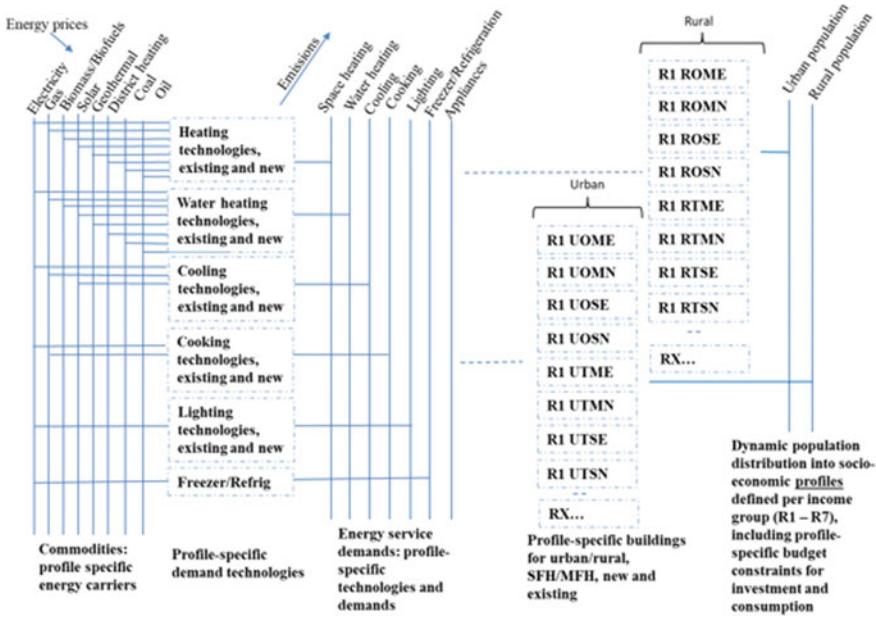 Energy prices
Electricity
Gas
Biomass/Biofuels
Solar
Geothermal
District heating
Coal
Oil
Emissions
Space heating
Water heating
Cooling
Cooking
Lighting
Freezer/Refrigeration
Appliances
Heating
technologies,
existing and new
Water heating
technologies,
existing and new
Cooling
technologies,
existing and new
Cooking
technologies,
existing and new
Lighting
technologies,
existing and new
Freezer/Refrig
Urban
R1 UOME
R1 UOMN
R1 UOSE
R1 UOSN
R1 UTME
R1 UTMN
R1 UTSE
R1 UTSN
--
RX...
Rural
R1 ROME
R1 ROMN
R1 ROSE
R1 ROSN
R1 RTME
R1 RTMN
R1 RTSE
R1 RTSN
--
RX...
Urban population
Rural population
Commodities:
profile specific
energy carriers
Profile-specific
demand technologies
Energy service
demands: profile-
specific
technologies and
demands
Profile-specific buildings
for urban/rural,
SFH/MFH, new and
existing
Dynamic population
distribution into socio-
economic profiles
defined per income
group (R1 – R7),
including profile-
specific budget
constraints for
investment and
consumption